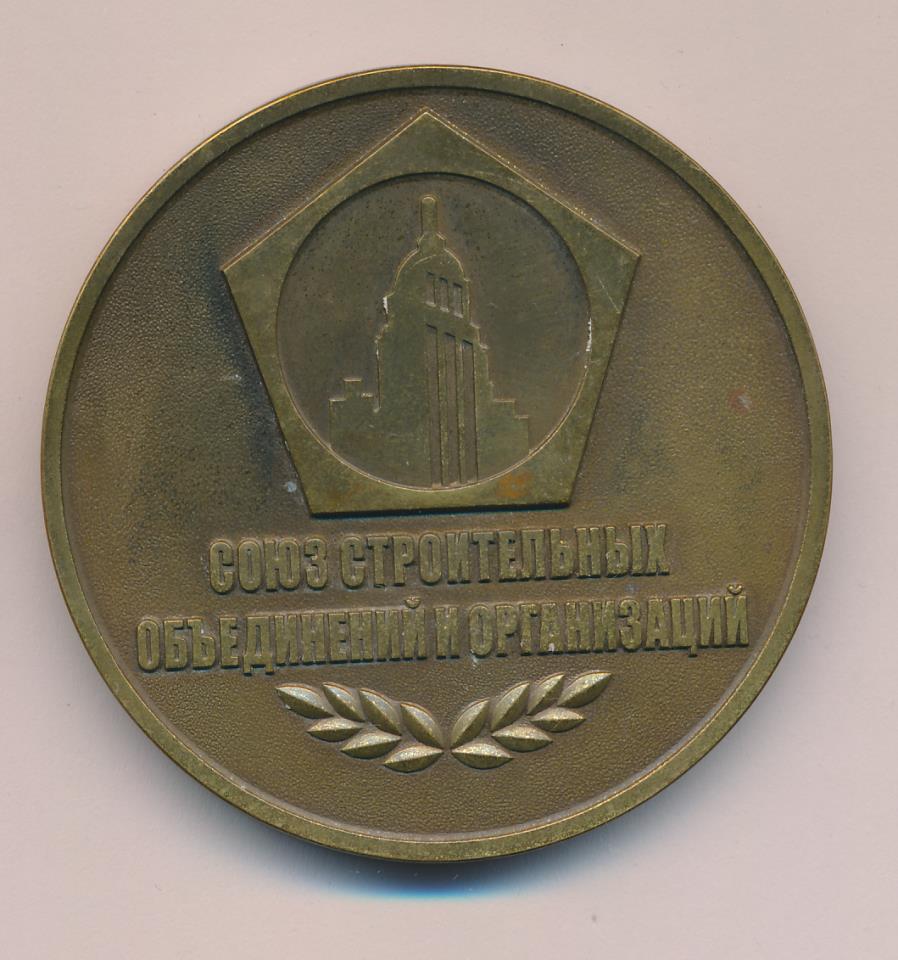 СОЮЗ СТРОИТЕЛЬНЫХ
ОБЪЕДИНЕНИЙ И ОРГАНИЗАЦИЙ